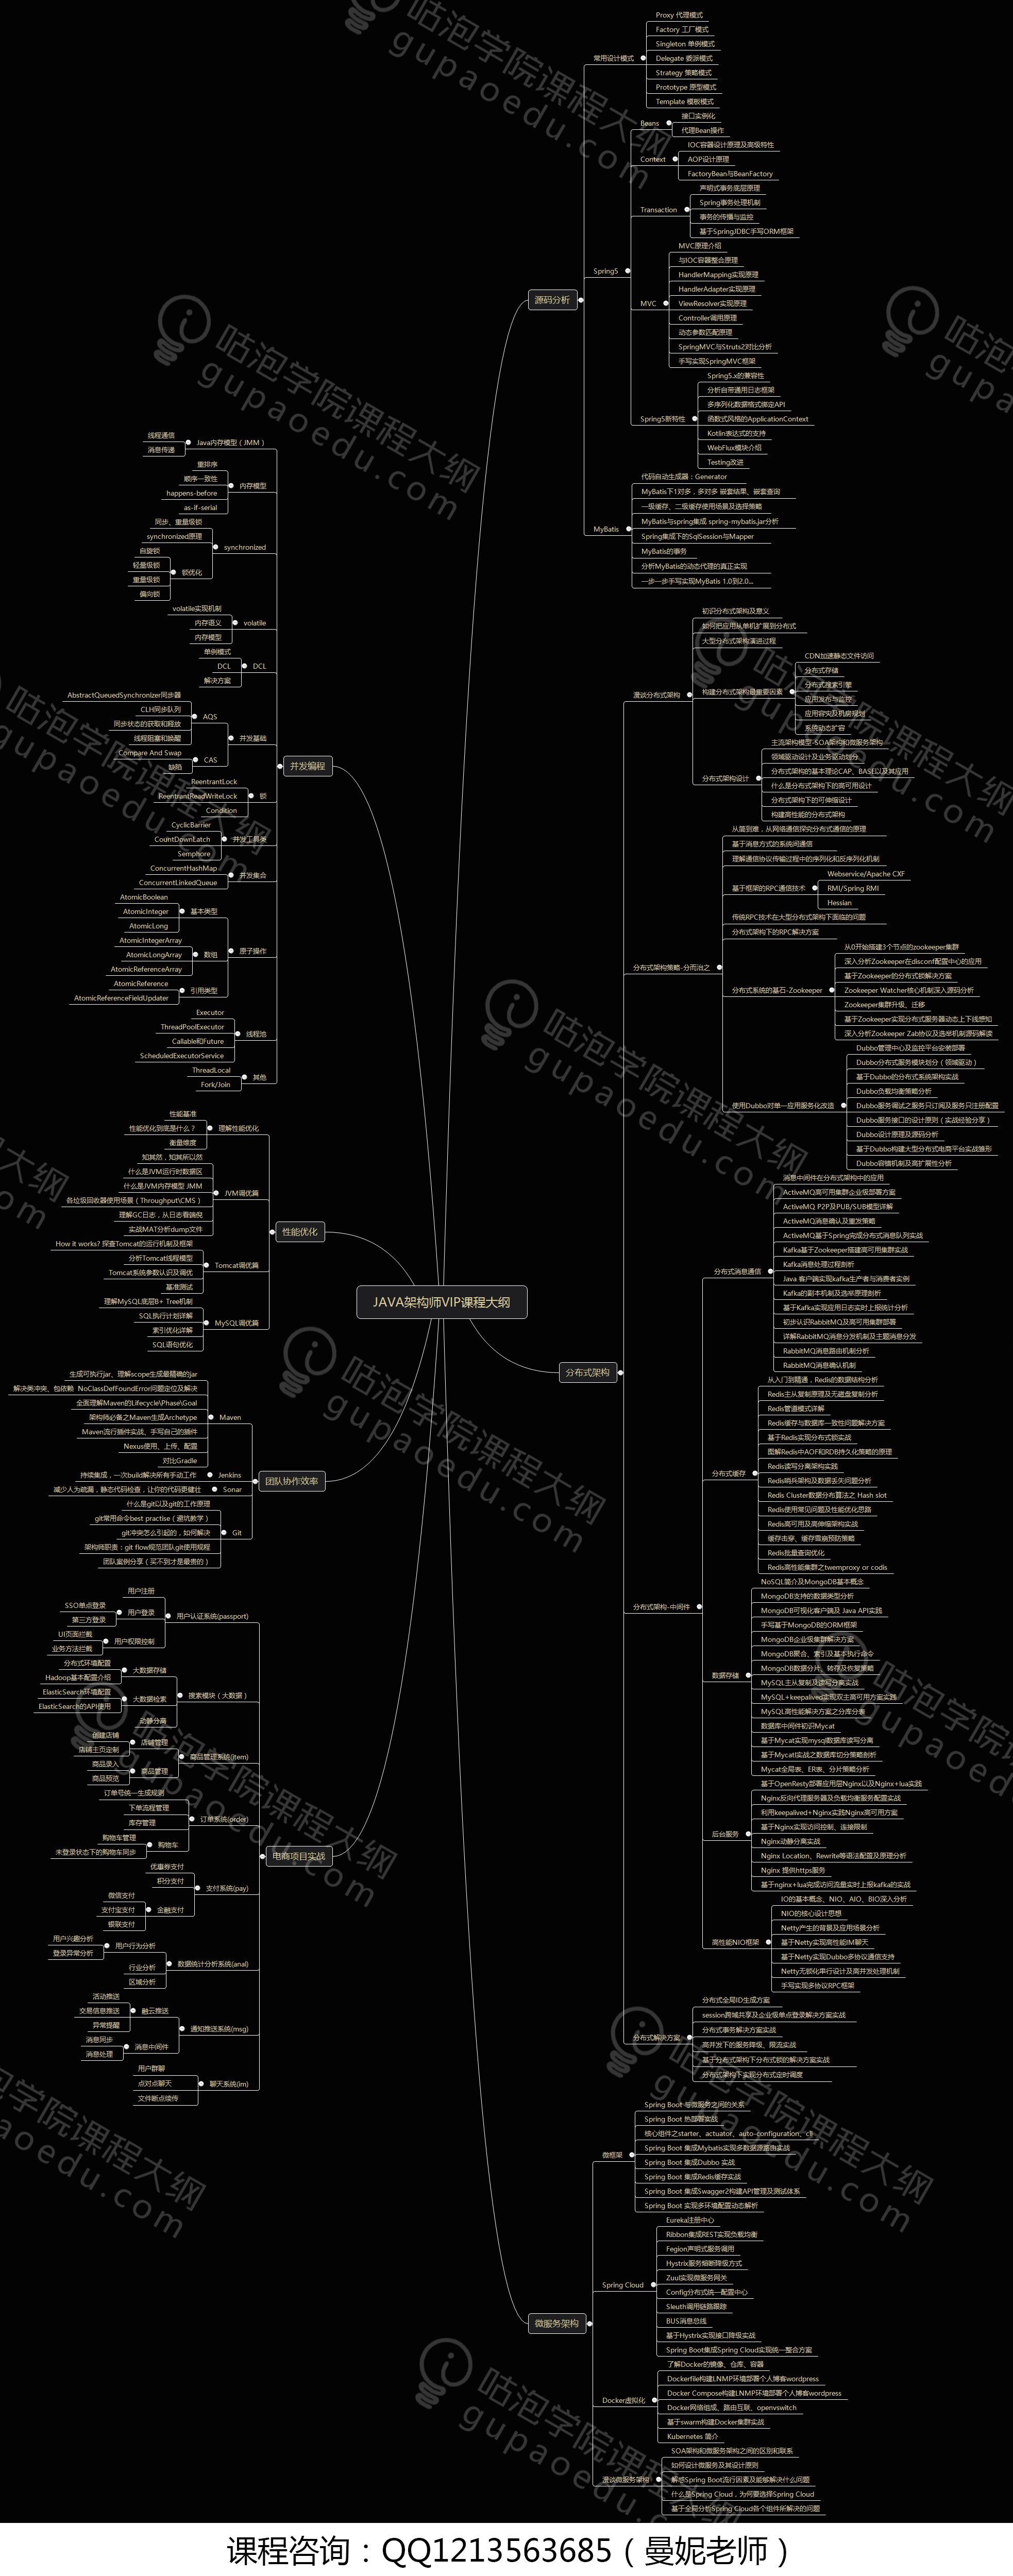 JAVA架构师VIP课程大纲
源码分析
常用设计模式
Proxy 代理模式
Factory 工厂模式
Singleton 单例模式
Delegate 委派模式
Strategy 策略模式
Prototype 原型模式
Template 模板模式
Spring5
Beans
接口实例化
代理Bean操作
Context
IOC容器设计原理及高级特性
AOP设计原理
FactoryBean与BeanFactory
Transaction
声明式事务底层原理
Spring事务处理机制
事务的传播与监控
基于SpringJDBC手写ORM框架
MVC
MVC原理介绍
与IOC容器整合原理
HandlerMapping实现原理
HandlerAdapter实现原理
ViewResolver实现原理
Controller调用原理
动态参数匹配原理
SpringMVC与Struts2对比分析
手写实现SpringMVC框架
Spring5新特性
Spring5.x的兼容性
分析自带通用日志框架
多序列化数据格式绑定API
函数式风格的ApplicationContext
Kotlin表达式的支持
WebFlux模块介绍
Testing改进
MyBatis
代码自动生成器：Generator
MyBatis下1对多，多对多 嵌套结果、嵌套查询
一级缓存、二级缓存使用场景及选择策略
MyBatis与spring集成 spring-mybatis.jar分析
Spring集成下的SqlSession与Mapper
MyBatis的事务
分析MyBatis的动态代理的真正实现
一步一步手写实现MyBatis 1.0到2.0...
并发编程
Java内存模型（JMM）
线程通信
消息传递
内存模型
重排序
顺序一致性
happens-before
as-if-serial
synchronized
同步、重量级锁
synchronized原理
锁优化
自旋锁
轻量级锁
重量级锁
偏向锁
volatile
volatile实现机制
内存语义
内存模型
DCL
单例模式
DCL
解决方案
并发基础
AQS
AbstractQueuedSynchronizer同步器
CLH同步队列
同步状态的获取和释放
线程阻塞和唤醒
CAS
Compare And Swap
缺陷
锁
ReentrantLock
ReentrantReadWriteLock
Condition
并发工具类
CyclicBarrier
CountDownLatch
Semphore
并发集合
ConcurrentHashMap
ConcurrentLinkedQueue
原子操作
基本类型
AtomicBoolean
AtomicInteger
AtomicLong
数组
AtomicIntegerArray
AtomicLongArray
AtomicReferenceArray
引用类型
AtomicReference
AtomicReferenceFieldUpdater
线程池
Executor
ThreadPoolExecutor
Callable和Future
ScheduledExecutorService
其他
ThreadLocal
Fork/Join
性能优化
理解性能优化
性能基准
性能优化到底是什么？
衡量维度
JVM调优篇
知其然，知其所以然
什么是JVM运行时数据区
什么是JVM内存模型 JMM
各垃圾回收器使用场景（Throughput\CMS）
理解GC日志，从日志看端倪
实战MAT分析dump文件
Tomcat调优篇
How it works? 探查Tomcat的运行机制及框架
分析Tomcat线程模型
Tomcat系统参数认识及调优
基准测试
MySQL调优篇
理解MySQL底层B+ Tree机制
SQL执行计划详解
索引优化详解
SQL语句优化
团队协作效率
Maven
生成可执行jar、理解scope生成最精确的jar
解决类冲突、包依赖 NoClassDefFoundError问题定位及解决
全面理解Maven的Lifecycle\Phase\Goal
架构师必备之Maven生成Archetype
Maven流行插件实战、手写自己的插件
Nexus使用、上传、配置
对比Gradle
Jenkins
持续集成，一次build解决所有手动工作
Sonar
减少人为疏漏，静态代码检查，让你的代码更健壮
Git
什么是git以及git的工作原理
git常用命令best practise（避坑教学）
git冲突怎么引起的，如何解决
架构师职责：git flow规范团队git使用规程
团队案例分享（买不到才是最贵的）
电商项目实战
用户认证系统(passport)
用户注册
用户登录
SSO单点登录
第三方登录
用户权限控制
UI页面拦截
业务方法拦截
搜索模块（大数据）
大数据存储
分布式环境配置
Hadoop基本配置介绍
大数据检索
ElasticSearch环境配置
ElasticSearch的API使用
动静分离
商品管理系统(item)
店铺管理
创建店铺
店铺主页定制
商品管理
商品录入
商品预览
订单系统(order)
订单号统一生成规则
下单流程管理
库存管理
购物车
购物车管理
未登录状态下的购物车同步
支付系统(pay)
优惠券支付
积分支付
金融支付
微信支付
支付宝支付
银联支付
数据统计分析系统(anal)
用户行为分析
用户兴趣分析
登录异常分析
行业分析
区域分析
通知推送系统(msg)
融云推送
活动推送
交易信息推送
异常提醒
消息中间件
消息同步
消息处理
聊天系统(im)
用户群聊
点对点聊天
文件断点续传
分布式架构
漫谈分布式架构
初识分布式架构及意义
如何把应用从单机扩展到分布式
大型分布式架构演进过程
构建分布式架构最重要因素
CDN加速静态文件访问
分布式存储
分布式搜索引擎
应用发布与监控
应用容灾及机房规划
系统动态扩容
分布式架构设计
主流架构模型-SOA架构和微服务架构
领域驱动设计及业务驱动划分
分布式架构的基本理论CAP、BASE以及其应用
什么是分布式架构下的高可用设计
分布式架构下的可伸缩设计
构建高性能的分布式架构
分布式架构策略-分而治之
从简到难，从网络通信探究分布式通信的原理
基于消息方式的系统间通信
理解通信协议传输过程中的序列化和反序列化机制
基于框架的RPC通信技术
Webservice/Apache CXF
RMI/Spring RMI
Hessian
传统RPC技术在大型分布式架构下面临的问题
分布式架构下的RPC解决方案
分布式系统的基石-Zookeeper
从0开始搭建3个节点的zookeeper集群
深入分析Zookeeper在disconf配置中心的应用
基于Zookeeper的分布式锁解决方案
Zookeeper Watcher核心机制深入源码分析
Zookeeper集群升级、迁移
基于Zookeeper实现分布式服务器动态上下线感知
深入分析Zookeeper Zab协议及选举机制源码解读
使用Dubbo对单一应用服务化改造
Dubbo管理中心及监控平台安装部署
Dubbo分布式服务模块划分（领域驱动）
基于Dubbo的分布式系统架构实战
Dubbo负载均衡策略分析
Dubbo服务调试之服务只订阅及服务只注册配置
Dubbo服务接口的设计原则（实战经验分享）
Dubbo设计原理及源码分析
基于Dubbo构建大型分布式电商平台实战雏形
Dubbo容错机制及高扩展性分析
分布式架构-中间件
分布式消息通信
消息中间件在分布式架构中的应用
ActiveMQ高可用集群企业级部署方案
ActiveMQ P2P及PUB/SUB模型详解
ActiveMQ消息确认及重发策略
ActiveMQ基于Spring完成分布式消息队列实战
Kafka基于Zookeeper搭建高可用集群实战
Kafka消息处理过程剖析
Java 客户端实现kafka生产者与消费者实例
Kafka的副本机制及选举原理剖析
基于Kafka实现应用日志实时上报统计分析
初步认识RabbitMQ及高可用集群部署
详解RabbitMQ消息分发机制及主题消息分发
RabbitMQ消息路由机制分析
RabbitMQ消息确认机制
分布式缓存
从入门到精通，Redis的数据结构分析
Redis主从复制原理及无磁盘复制分析
Redis管道模式详解
Redis缓存与数据库一致性问题解决方案
基于Redis实现分布式锁实战
图解Redis中AOF和RDB持久化策略的原理
Redis读写分离架构实践
Redis哨兵架构及数据丢失问题分析
Redis Cluster数据分布算法之 Hash slot
Redis使用常见问题及性能优化思路
Redis高可用及高伸缩架构实战
缓存击穿、缓存雪崩预防策略
Redis批量查询优化
Redis高性能集群之twemproxy or codis
数据存储
NoSQL简介及MongoDB基本概念
MongoDB支持的数据类型分析
MongoDB可视化客户端及 Java API实践
手写基于MongoDB的ORM框架
MongoDB企业级集群解决方案
MongoDB聚合、索引及基本执行命令
MongoDB数据分片、转存及恢复策略
MySQL主从复制及读写分离实战
MySQL+keepalived实现双主高可用方案实践
MySQL高性能解决方案之分库分表
数据库中间件初识Mycat
基于Mycat实现mysql数据库读写分离
基于Mycat实战之数据库切分策略剖析
Mycat全局表、ER表、分片策略分析
后台服务
基于OpenResty部署应用层Nginx以及Nginx+lua实践
Nginx反向代理服务器及负载均衡服务配置实战
利用keepalived+Nginx实践Nginx高可用方案
基于Nginx实现访问控制、连接限制
Nginx动静分离实战
Nginx Location、Rewrite等语法配置及原理分析
Nginx 提供https服务
基于nginx+lua完成访问流量实时上报kafka的实战
高性能NIO框架
IO的基本概念、NIO、AIO、BIO深入分析
NIO的核心设计思想
Netty产生的背景及应用场景分析
基于Netty实现高性能IM聊天
基于Netty实现Dubbo多协议通信支持
Netty无锁化串行设计及高并发处理机制
手写实现多协议RPC框架
分布式解决方案
分布式全局ID生成方案
session跨域共享及企业级单点登录解决方案实战
分布式事务解决方案实战
高并发下的服务降级、限流实战
基于分布式架构下分布式锁的解决方案实战
分布式架构下实现分布式定时调度
微服务架构
微框架
Spring Boot 与微服务之间的关系
Spring Boot 热部署实战
核心组件之starter、actuator、auto-configuration、cli
Spring Boot 集成Mybatis实现多数据源路由实战
Spring Boot 集成Dubbo 实战
Spring Boot 集成Redis缓存实战
Spring Boot 集成Swagger2构建API管理及测试体系
Spring Boot 实现多环境配置动态解析
Spring Cloud
Eureka注册中心
Ribbon集成REST实现负载均衡
Fegion声明式服务调用
Hystrix服务熔断降级方式
Zuul实现微服务网关
Config分布式统一配置中心
Sleuth调用链路跟踪
BUS消息总线
基于Hystrix实现接口降级实战
Spring Boot集成Spring Cloud实现统一整合方案
Docker虚拟化
了解Docker的镜像、仓库、容器
Dockerfile构建LNMP环境部署个人博客wordpress
Docker Compose构建LNMP环境部署个人博客wordpress
Docker网络组成、路由互联、openvswitch
基于swarm构建Docker集群实战
Kubernetes 简介
漫谈微服务架构
SOA架构和微服务架构之间的区别和联系
如何设计微服务及其设计原则
解惑Spring Boot流行因素及能够解决什么问题
什么是Spring Cloud，为何要选择Spring Cloud
基于全局分析Spring Cloud各个组件所解决的问题
咕泡学院课程大纲
gupaoedu.com
课程咨询：QQ1213563685（曼妮老师）